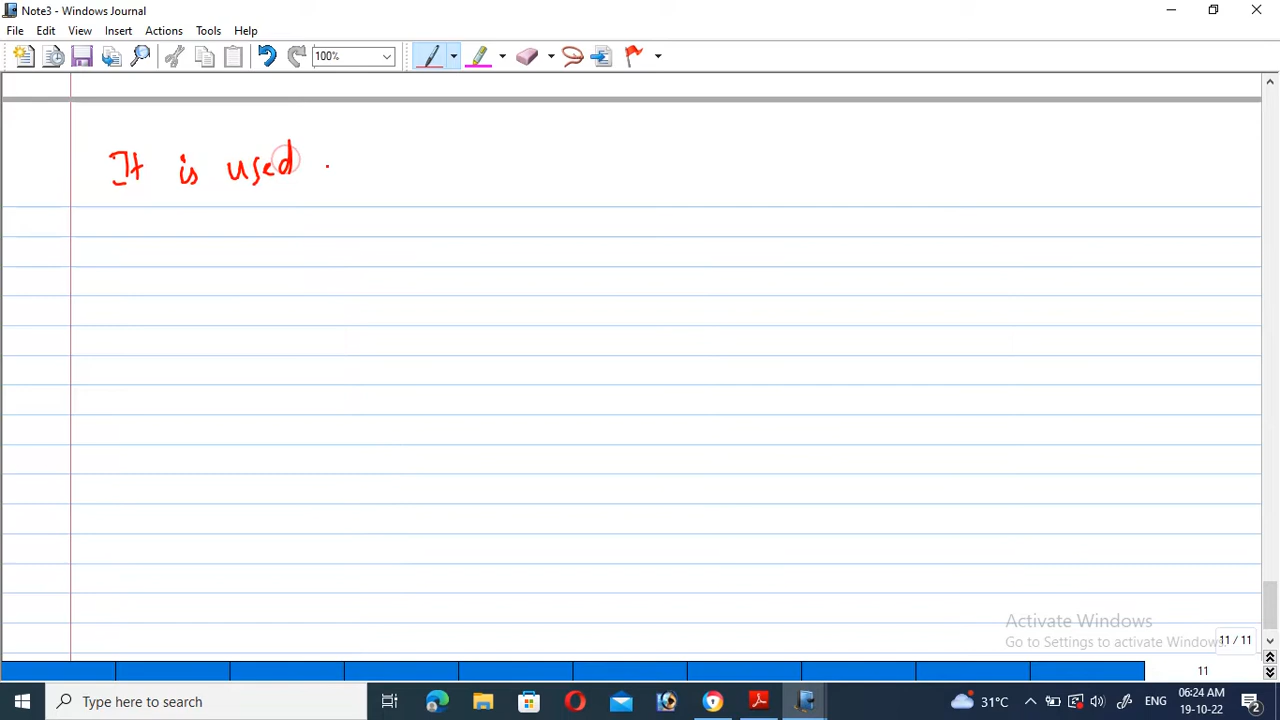 Note3 - Windows Journal
File Edit View Insert Actions Tools Help
100%
It is used .
Activate Windows
Go to Settings to activate Windows.
11 / 11
11
Type here to search
31°C ENG 06:24 AM
19-10-22 2